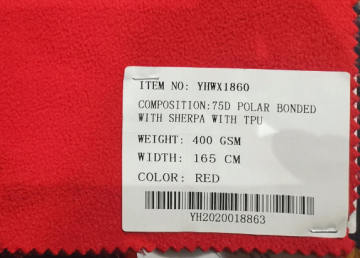 ITEM NO: YHWX1860
COMPOSITION:75D POLAR BONDED
WITH SHERPA WITH TPU
WEIGHT: 400 GSM
WIDTH: 165 CM
COLOR: RED
YH2020018863